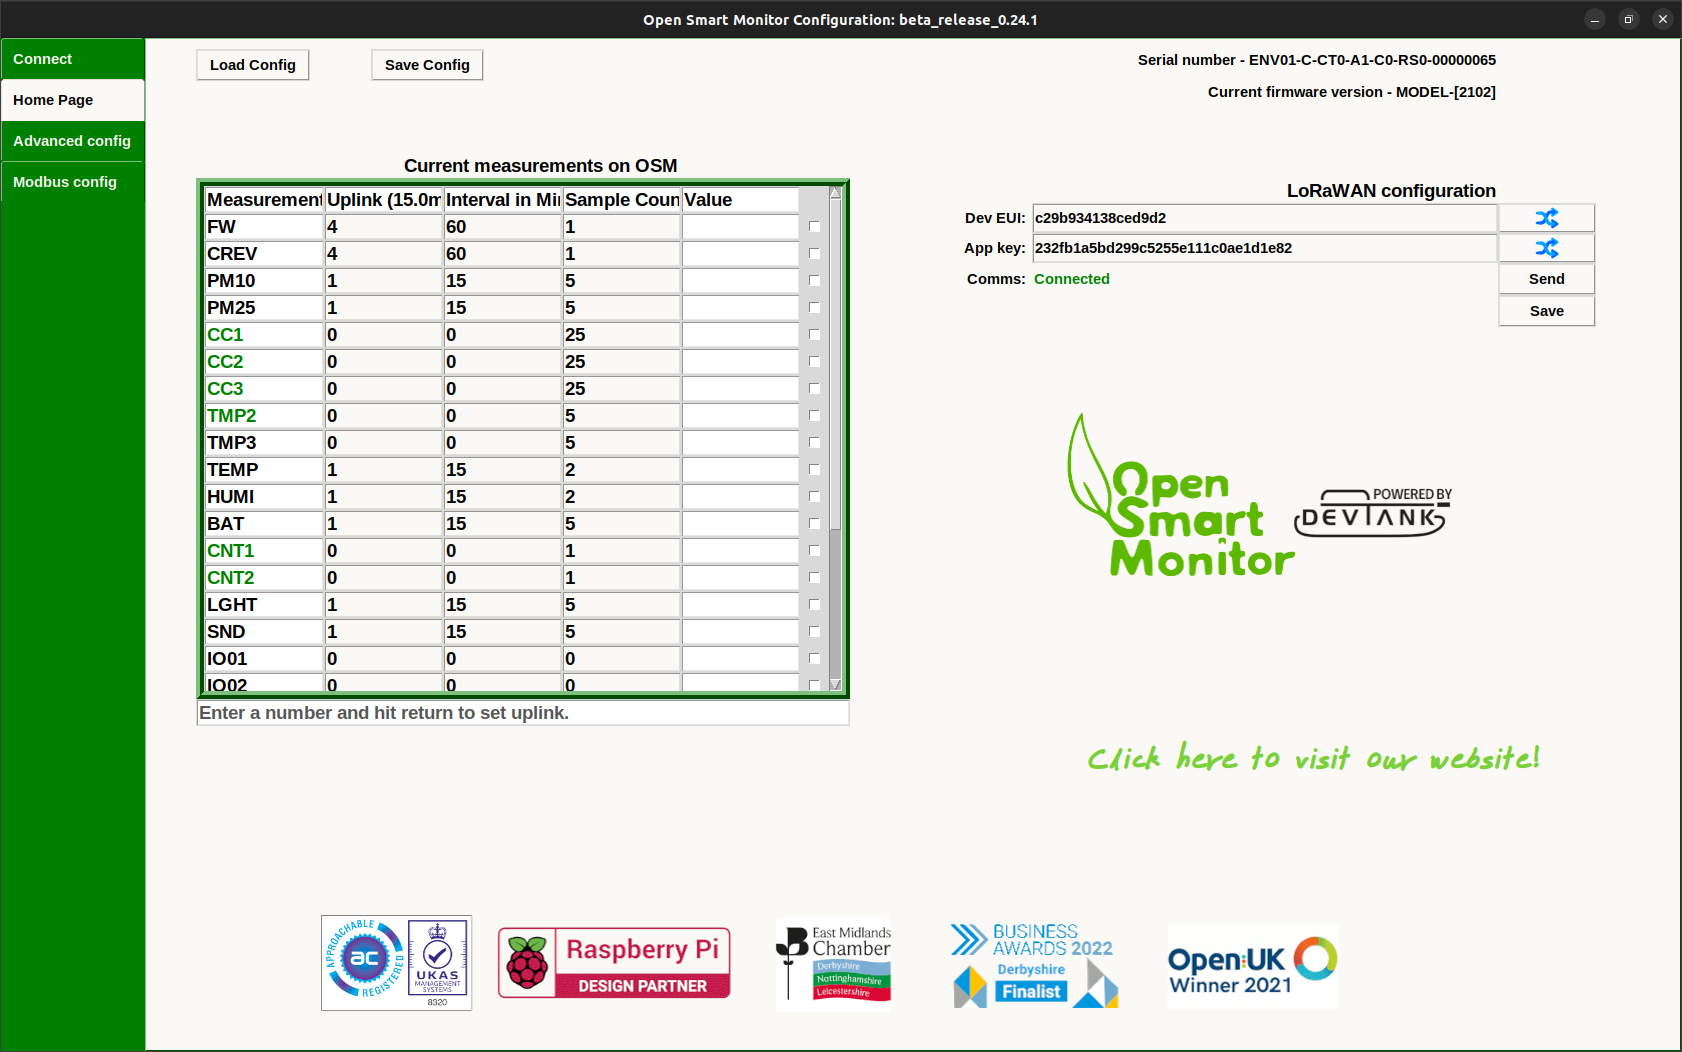 Open Smart Monitor Configuration: beta_release_0.24.1
Connect
Home Page
Advanced config
Modbus config
Load Config
Save Config
Serial number - ENV01-C-CT0-A1-C0-RS0-00000065
Current firmware version - MODEL-[2102]
Current measurements on OSM
Measurement Uplink (15.0m Interval in Min Sample Coun Value
FW 4 60 1
CREV 4 60 1
PM10 1 15 5
PM25 1 15 5
CC1 0 0 25
CC2 0 0 25
CC3 0 0 25
TMP2 0 0 5
TMP3 0 0 5
TEMP 1 15 2
HUMI 1 15 2
BAT 1 15 5
CNT1 0 0 1
CNT2 0 0 1
LGHT 1 15 5
SND 1 15 5
IO01 0 0 0
IO02 0 0 0
Enter a number and hit return to set uplink.
LoRaWAN configuration
Dev EUI: c29b934138ced9d2
App key: 232fb1a5bd299c5255e111c0ae1d1e82
Comms: Connected
Send
Save
Open
Smart
Monitor
POWERED BY
DEVTANK
Click here to visit our website!
APPROACHABLE
ac
REGISTERED
UKAS
MANAGEMENT
SYSTEMS
8320
Raspberry Pi
DESIGN PARTNER
East Midlands
Chamber
Derbyshire
Nottinghamshire
Leicestershire
BUSINESS
AWARDS 2022
Derbyshire
Finalist
Open:UK
Winner 2021